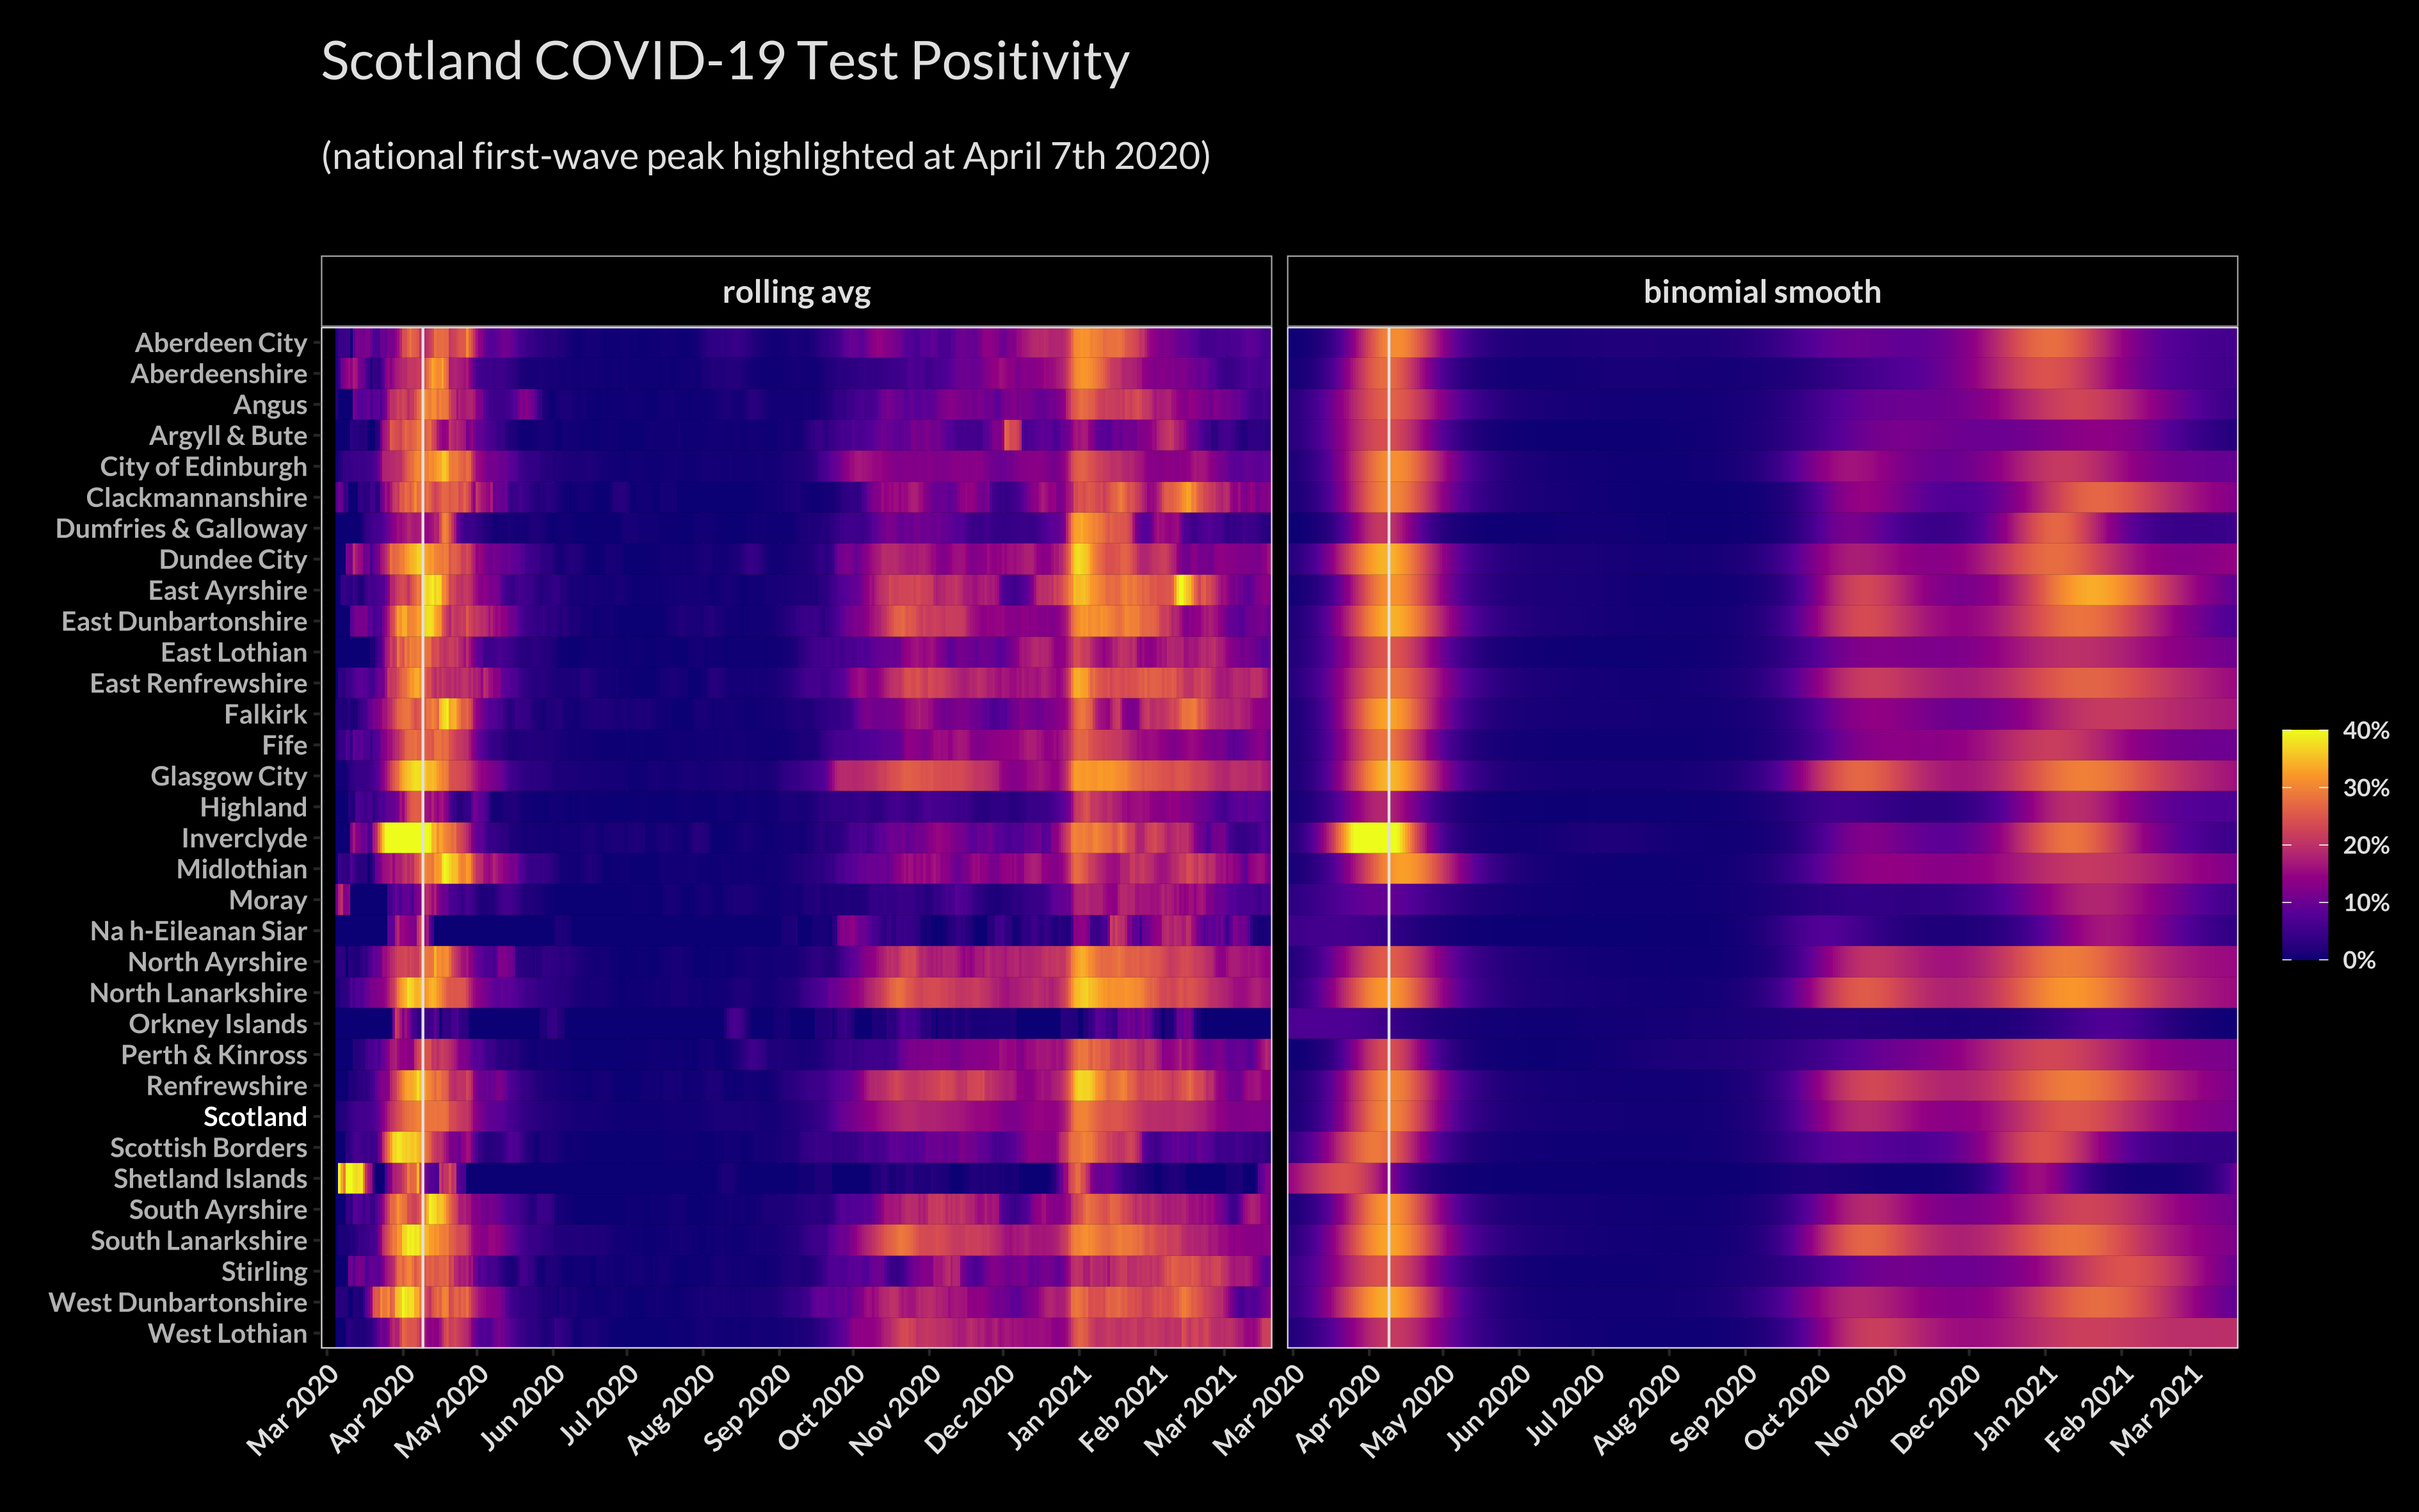 Scotland COVID-19 Test Positivity
(national first-wave peak highlighted at April 7th 2020)
rolling avg
binomial smooth
Aberdeen City
Aberdeenshire
Angus
Argyll & Bute
City of Edinburgh
Clackmannanshire
Dumfries & Galloway
Dundee City
East Ayrshire
East Dunbartonshire
East Lothian
East Renfrewshire
Falkirk
Fife
Glasgow City
Highland
Inverclyde
Midlothian
Moray
Na h-Eileanan Siar
North Ayrshire
North Lanarkshire
Orkney Islands
Perth & Kinross
Renfrewshire
Scotland
Scottish Borders
Shetland Islands
South Ayrshire
South Lanarkshire
Stirling
West Dunbartonshire
West Lothian
Mar 2020
Apr 2020
May 2020
Jun 2020
Jul 2020
Aug 2020
Sep 2020
Oct 2020
Nov 2020
Dec 2020
Jan 2021
Feb 2021
Mar 2021
Mar 2020
Apr 2020
May 2020
Jun 2020
Jul 2020
Aug 2020
Sep 2020
Oct 2020
Nov 2020
Dec 2020
Jan 2021
Feb 2021
Mar 2021
40%
30%
20%
10%
0%